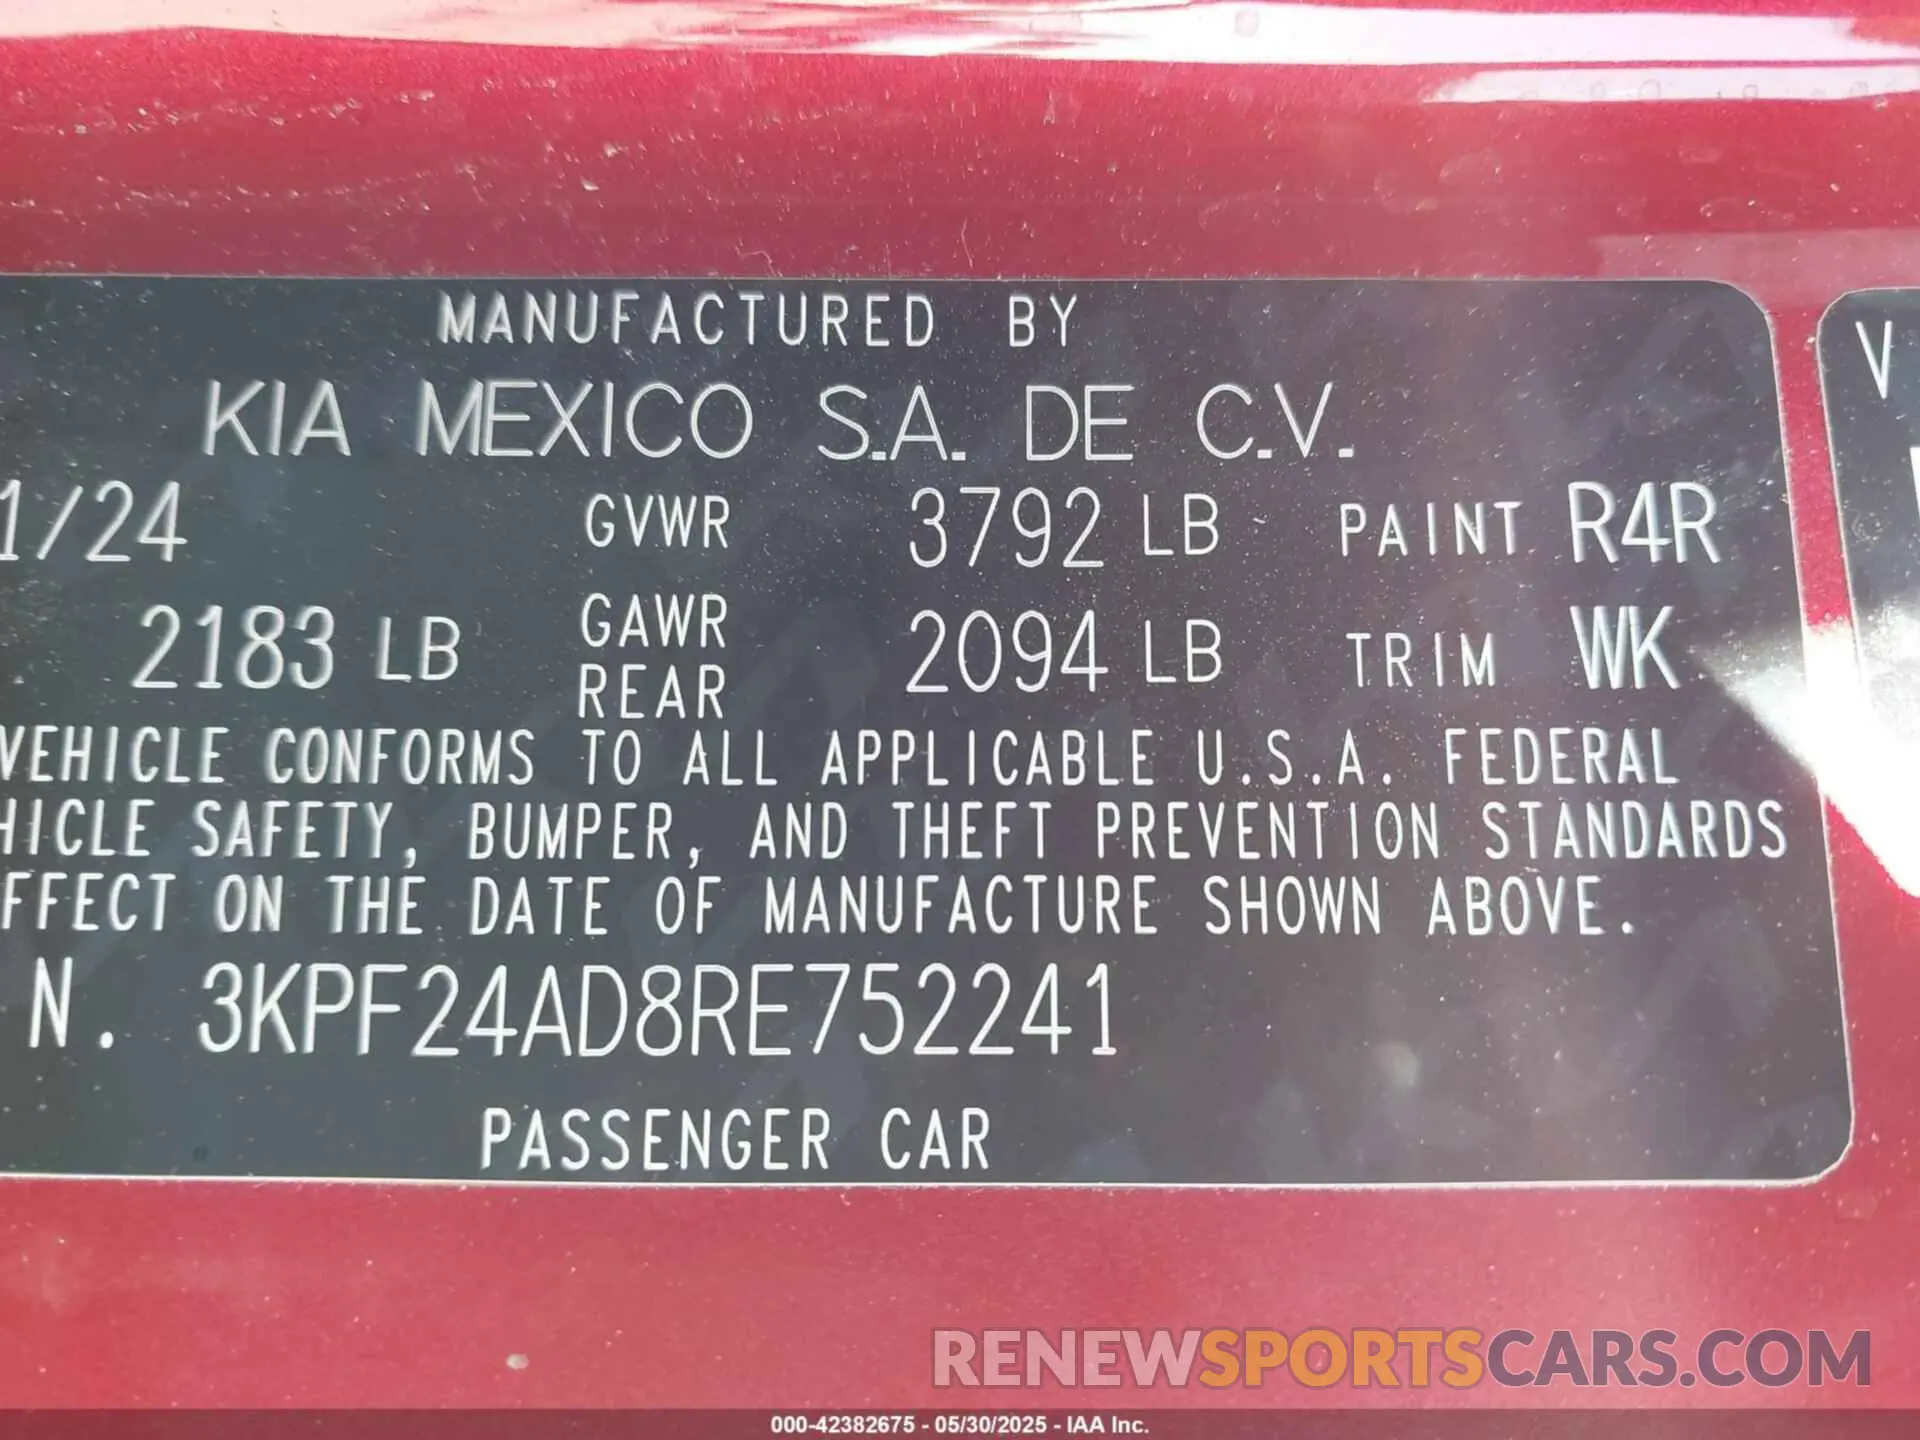 MANUFACTURED BY
KIA MEXICO S.A. DE C.V.
1/24 GVWR 3792 LB PAINT R4R
2183 LB GAWR REAR 2094 LB TRIM WK
VEHICLE CONFORMS TO ALL APPLICABLE U.S.A. FEDERAL
HICLE SAFETY, BUMPER, AND THEFT PREVENTION STANDARDS
FFECT ON THE DATE OF MANUFACTURE SHOWN ABOVE.
N. 3KPF24AD8RE752241
PASSENGER CAR
V
RENEWSPORTSCARS.COM
000-42382675 - 05/30/2025 - IAA Inc.